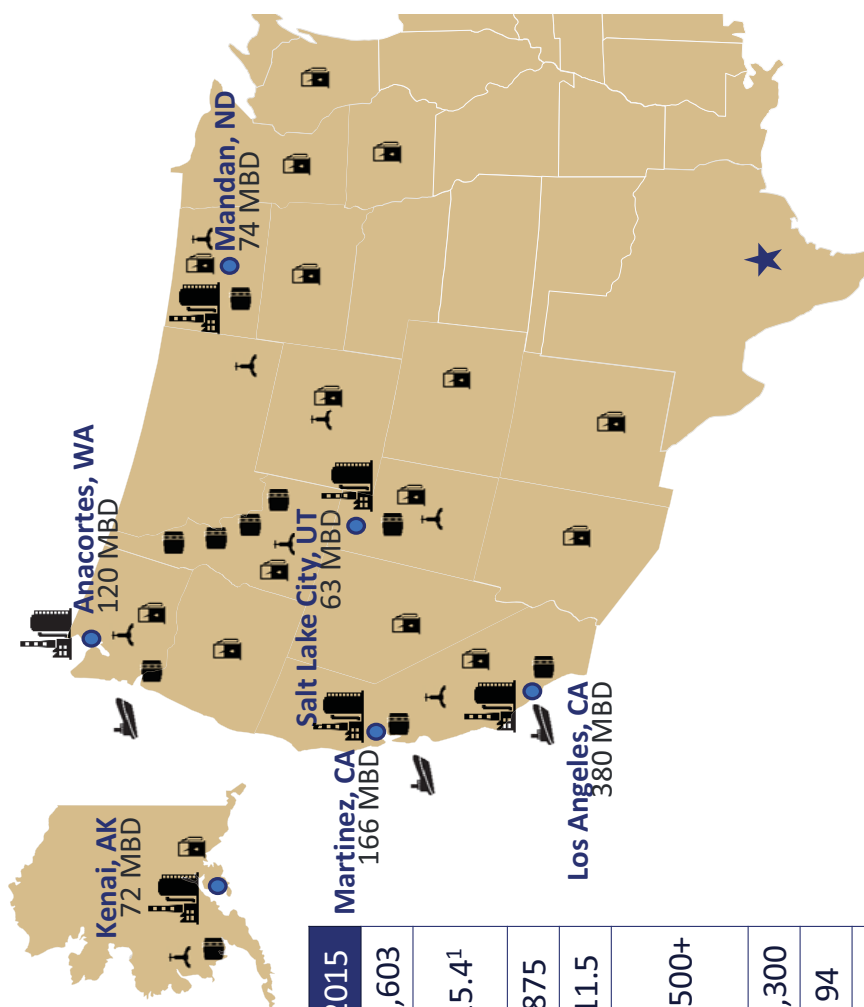 Kenai, AK
72 MBD
Anacortes, WA
120 MBD
Mandan, ND
74 MBD
Salt Lake City, UT
63 MBD
Martinez, CA
166 MBD
Los Angeles, CA
380 MBD
2015
,603
5.4¹
875
11.5
500+
,300
94